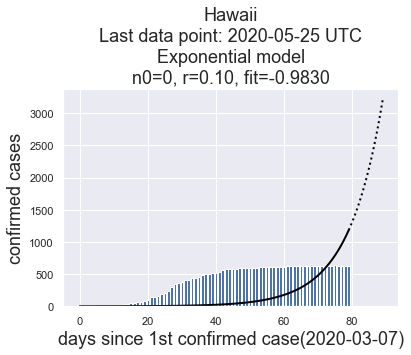 Hawaii
Last data point: 2020-05-25 UTC
Exponential model
n0=0, r=0.10, fit=-0.9830
confirmed cases
3000
2500
2000
1500
1000
500
0
0 20 40 60 80
days since 1st confirmed case(2020-03-07)